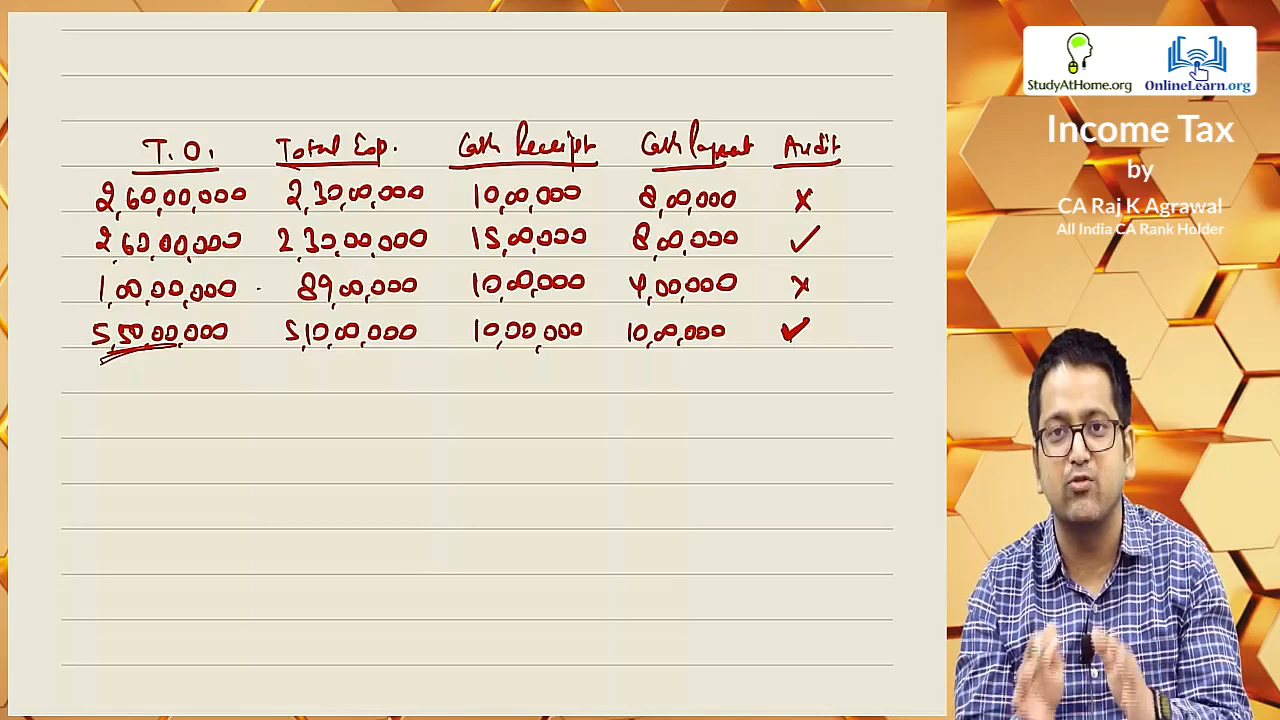 T.O. Total Exp. Cash Receipt Cash Payment Audit
2,60,00,000 2,30,00,000 10,00,000 8,00,000 ×
2,60,00,000 2,30,00,000 15,00,000 8,00,000 ✓
1,00,00,000 89,00,000 10,00,000 4,00,000 ×
5,50,00,000 5,10,00,000 10,00,000 10,00,000 ✓
StudyAtHome.org OnlineLearn.org
Income Tax
by
CA Raj K Agrawal
All India CA Rank Holder